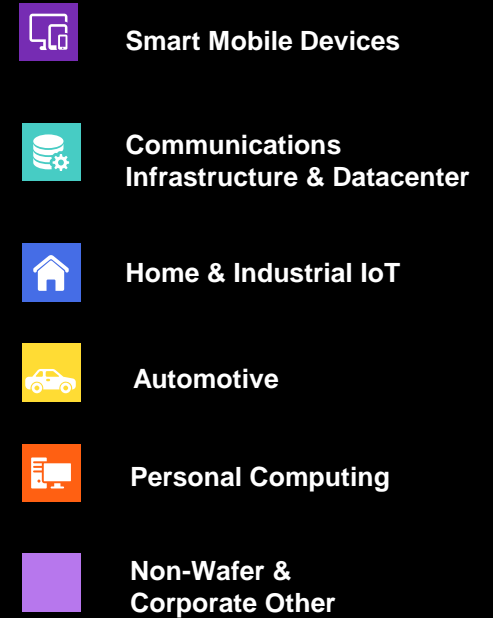 Smart Mobile Devices
Communications
Infrastructure & Datacenter
Home & Industrial IoT
Automotive
Personal Computing
Non-Wafer &
Corporate Other